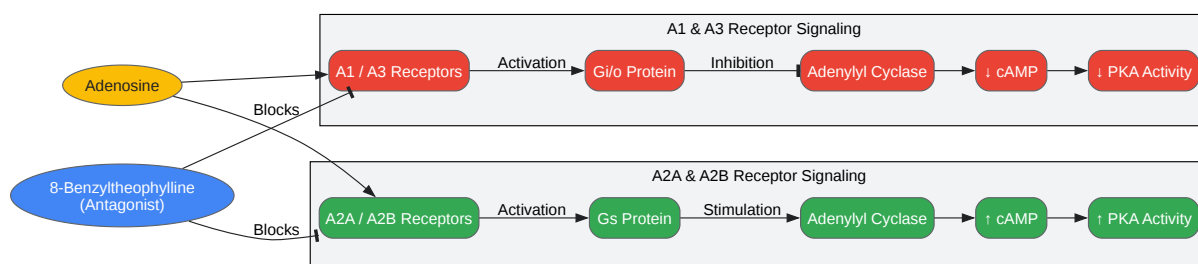 A1 & A3 Receptor Signaling
A1 / A3 Receptors
Activation
Gi/o Protein
Inhibition
Adenylyl Cyclase
↓ cAMP
↓ PKA Activity
Adenosine
Blocks
8-Benzyltheophylline
(Antagonist)
Blocks
A2A & A2B Receptor Signaling
A2A / A2B Receptors
Activation
Gs Protein
Stimulation
Adenylyl Cyclase
↑ cAMP
↑ PKA Activity